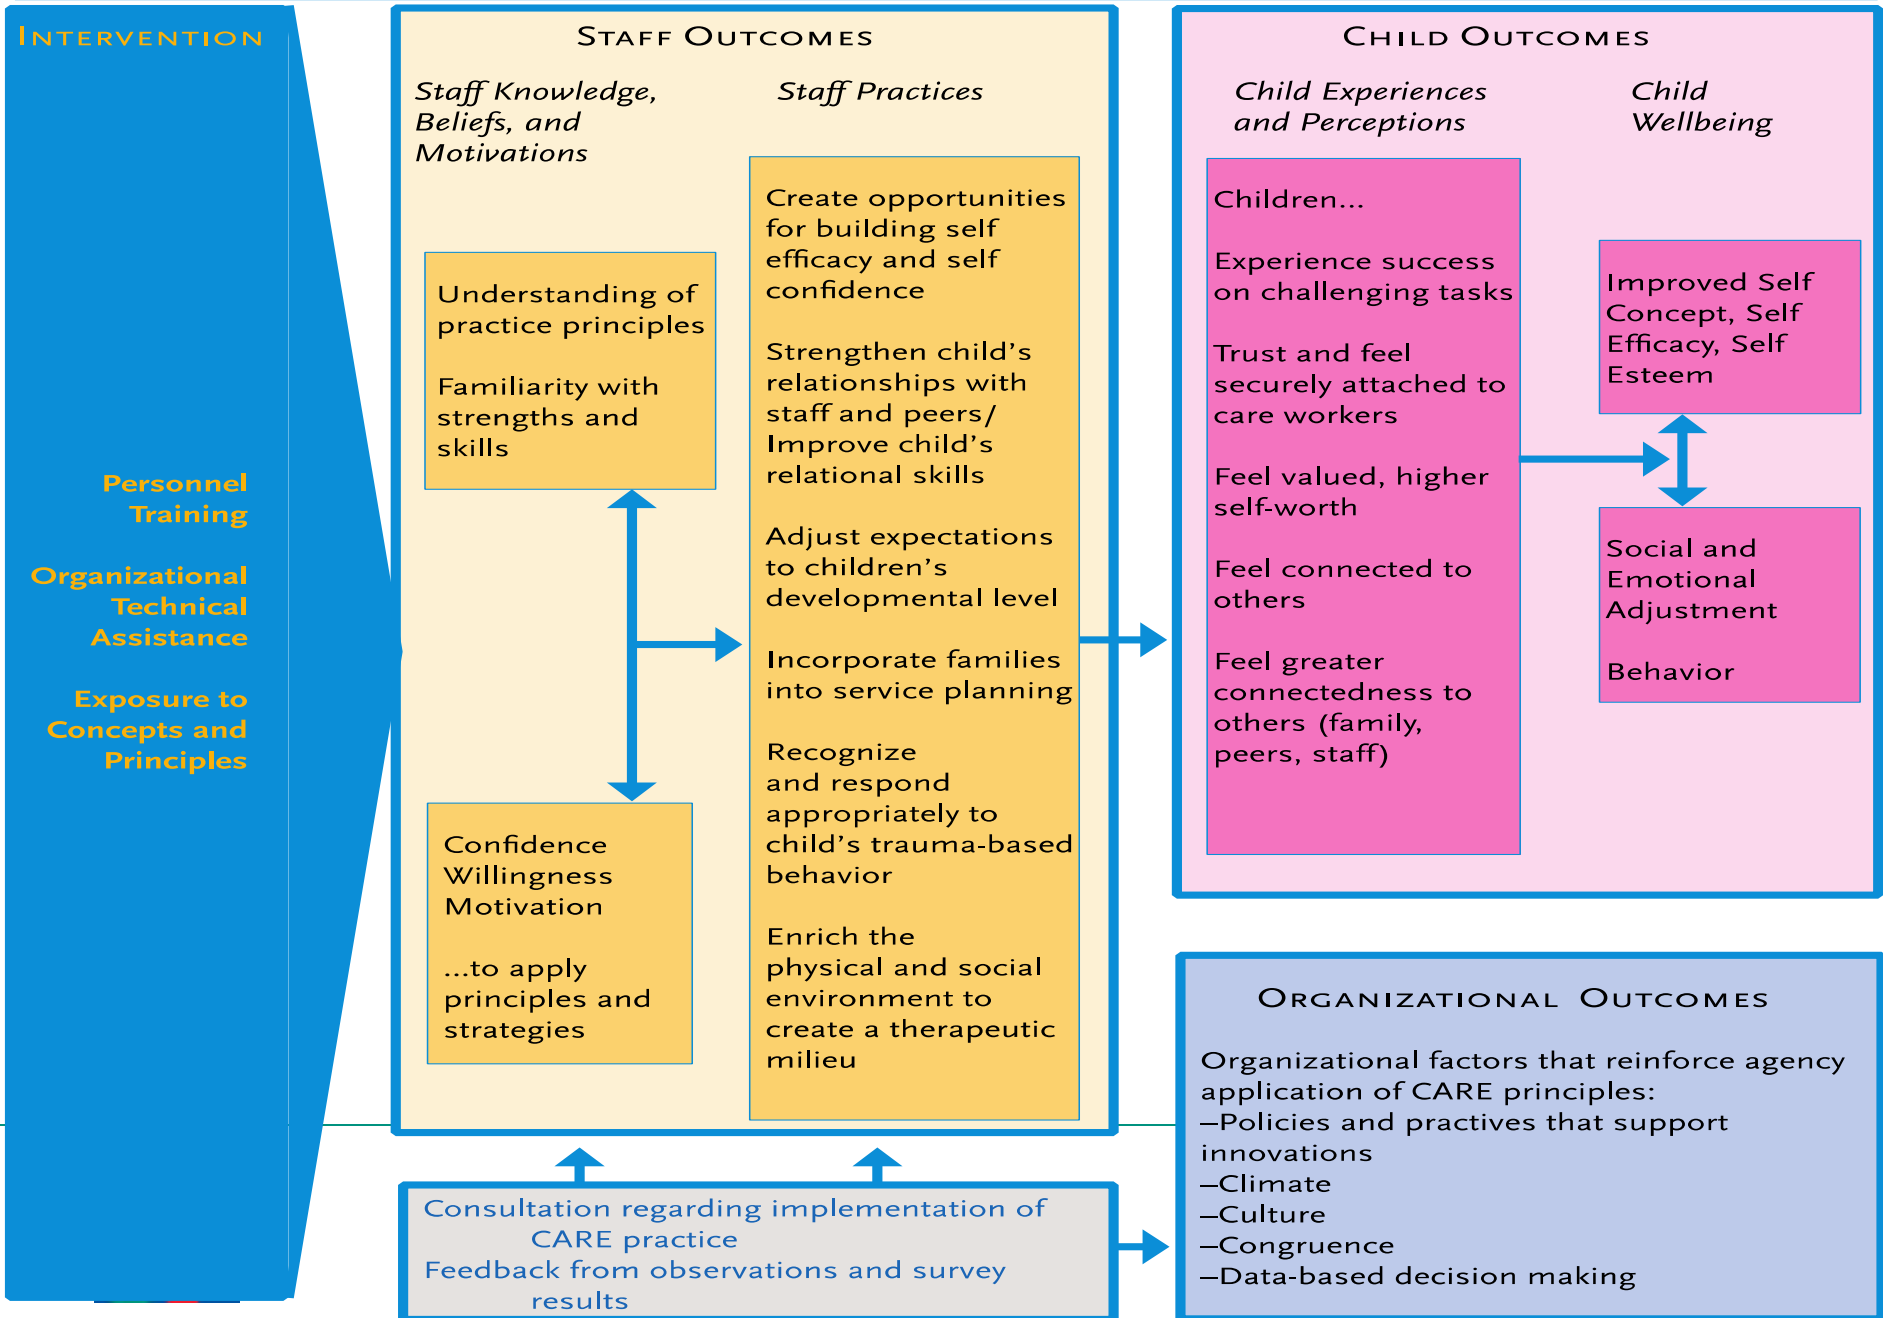 INTERVENTION
Personnel
Training
Organizational
Technical
Assistance
Exposure to
Concepts and
Principles
STAFF OUTCOMES
Staff Knowledge,
Beliefs, and
Motivations
Understanding of
practice principles
Familiarity with
strengths and
skills
Confidence
Willingness
Motivation
...to apply
principles and
strategies
Staff Practices
Create opportunities
for building self
efficacy and self
confidence
Strengthen child's
relationships with
staff and peers/
Improve child's
relational skills
Adjust expectations
to children's
developmental level
Incorporate families
into service planning
Recognize
and respond
appropriately to
child's trauma-based
behavior
Enrich the
physical and social
environment to
create a therapeutic
milieu
CHILD OUTCOMES
Child Experiences
and Perceptions
Children...
Experience success
on challenging tasks
Trust and feel
securely attached to
care workers
Feel valued, higher
self-worth
Feel connected to
others
Feel greater
connectedness to
others (family,
peers, staff)
Child
Wellbeing
Improved Self
Concept, Self
Efficacy, Self
Esteem
Social and
Emotional
Adjustment
Behavior
Consultation regarding implementation of
CARE practice
Feedback from observations and survey
results
ORGANIZATIONAL OUTCOMES
Organizational factors that reinforce agency
application of CARE principles:
–Policies and practives that support
innovations
–Climate
–Culture
–Congruence
–Data-based decision making